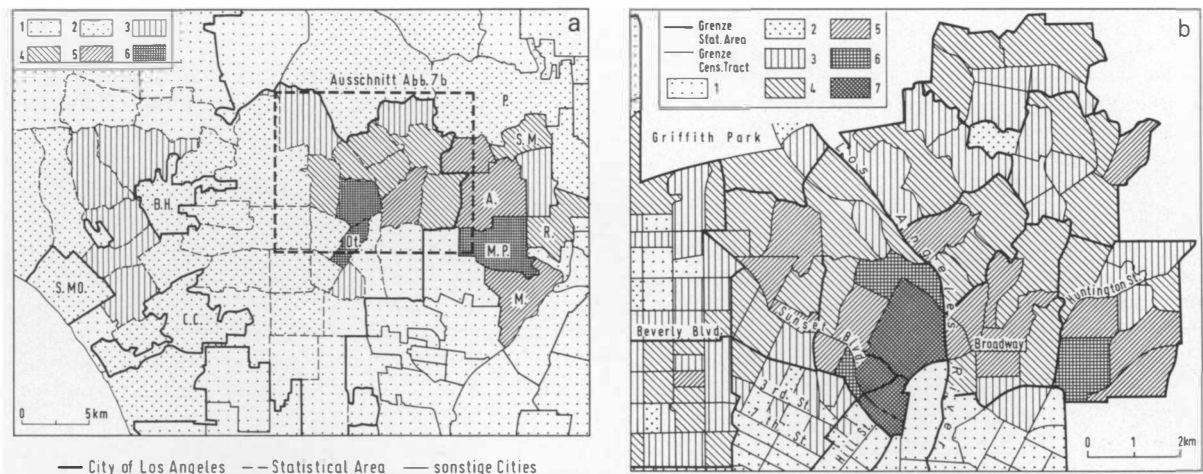 a
1 2 3
4 5 6
Ausschnitt Abb. 7b
P.
S.M.
B.H.
A.
Dt.
R.
M.P.
S.MO.
M.
C.C.
0 5km
City of Los Angeles Statistical Area sonstige Cities
b
Grenze
Stat. Area
Grenze
Cens. Tract
1
2 5
3 6
4 7
Griffith Park
Los Angeles River
Huntington St.
Sunset Blvd.
Beverly Blvd.
Broadway
3rd. St.
7th. St.
0 1 2km